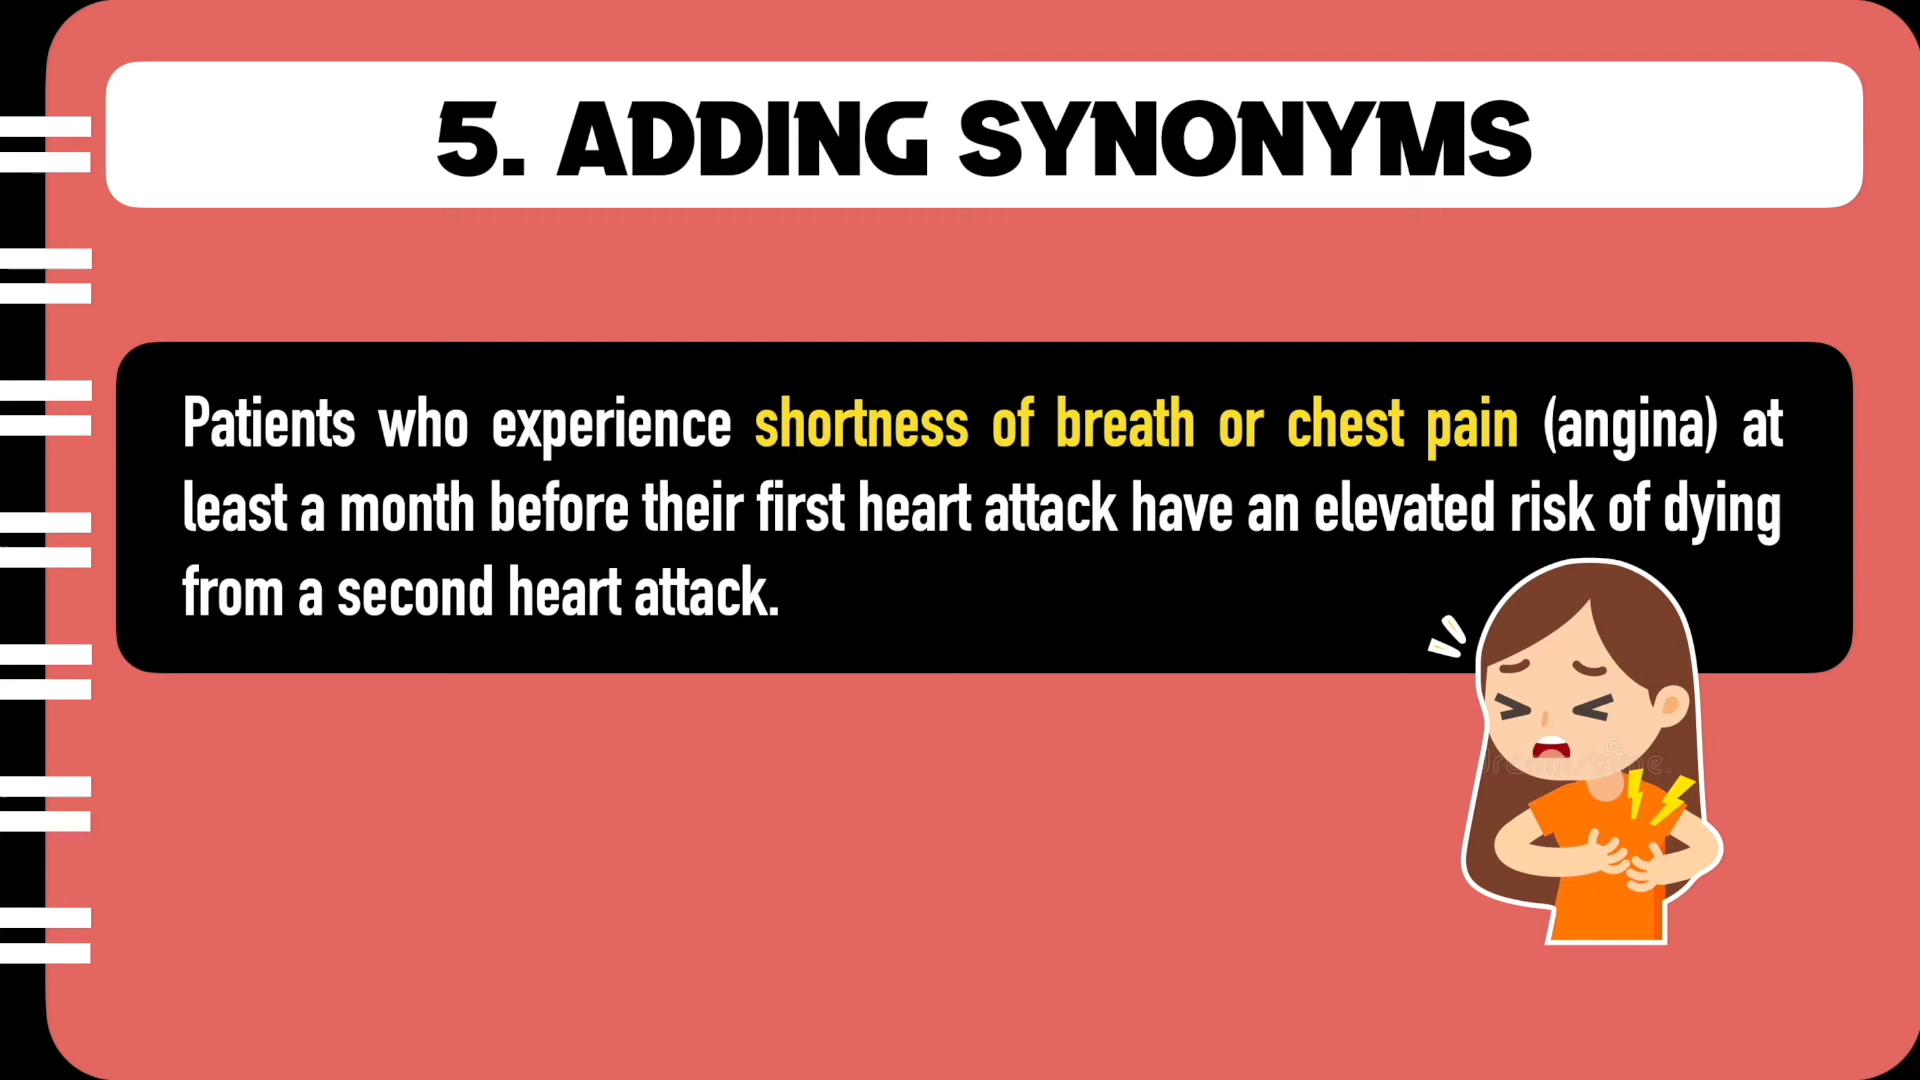 5. ADDING SYNONYMS
Patients who experience shortness of breath or chest pain (angina) at
least a month before their first heart attack have an elevated risk of dying
from a second heart attack.
dreamstime.